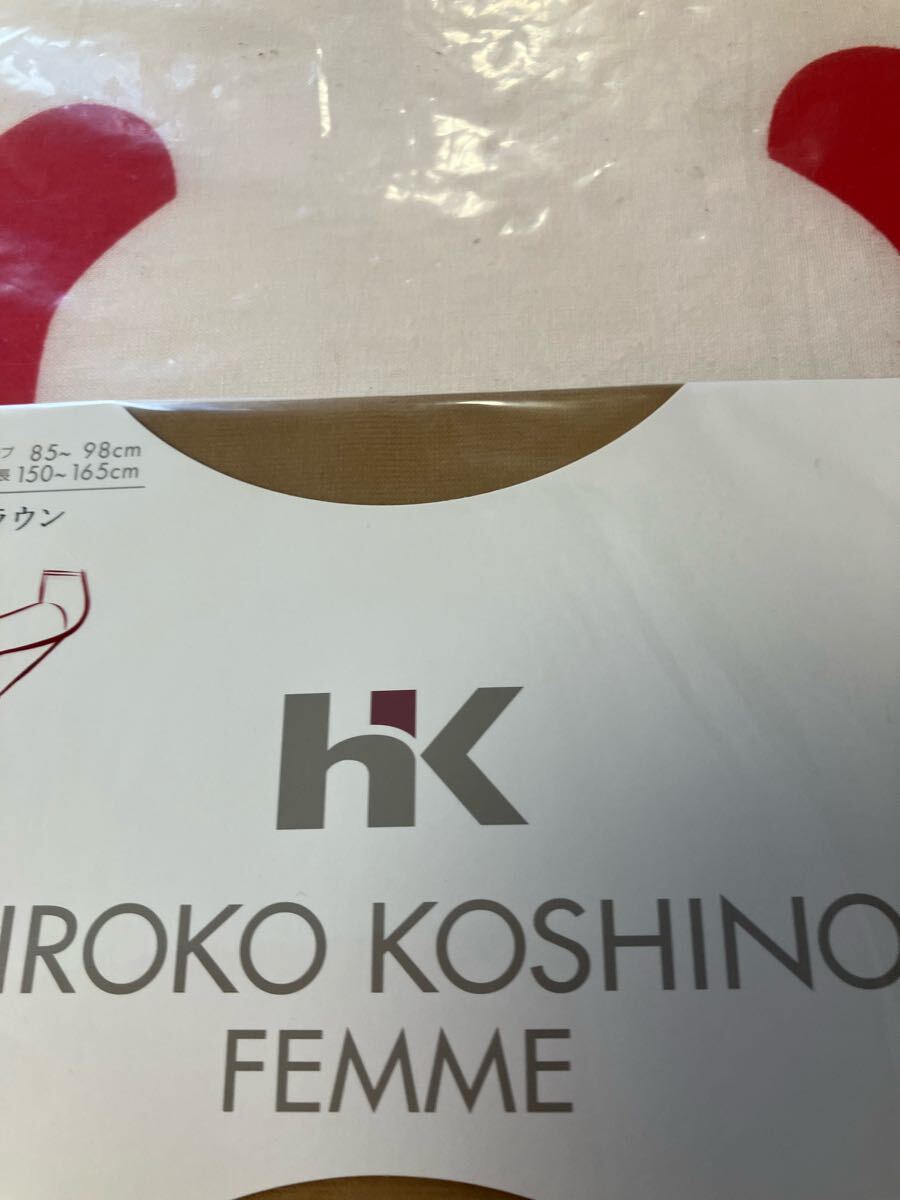 プ 85~ 98cm
長 150~165cm
ラウン
hK
IROKO KOSHINO
FEMME